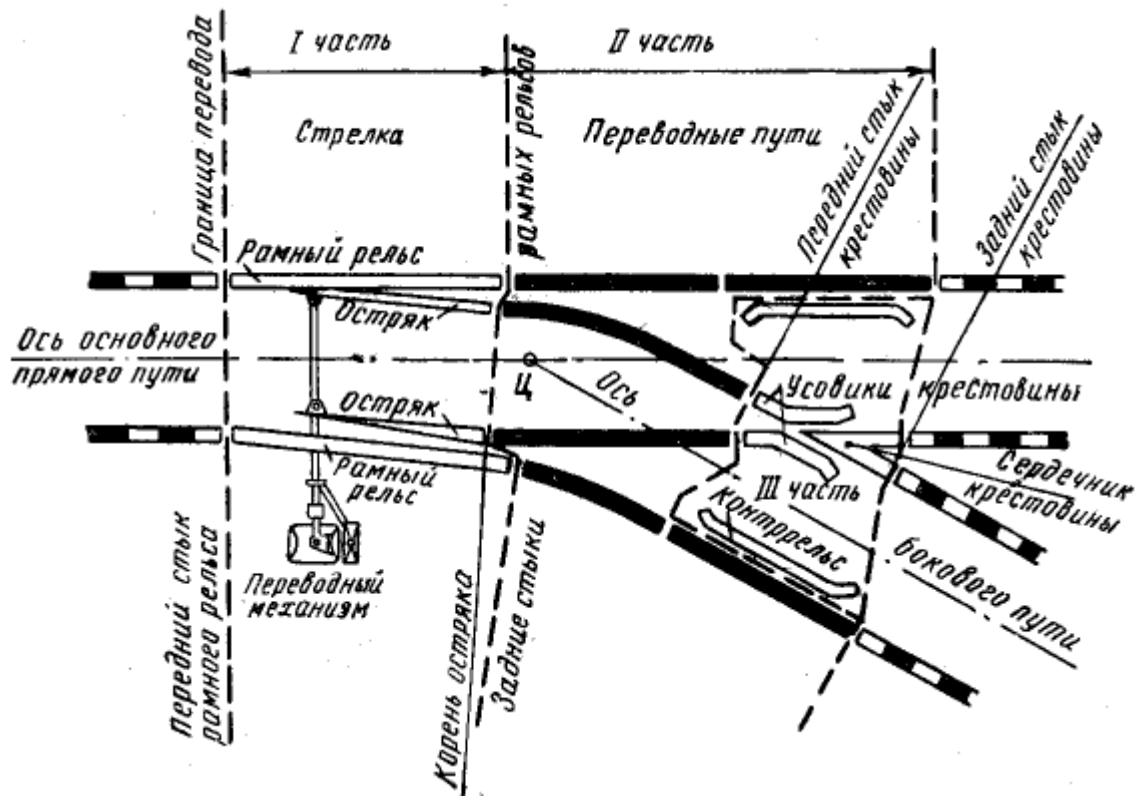 I часть
II часть
Граница перевода
Стрелка
рамных рельсов
Переводные пути
Передний стык
крестовины
Задний стык
крестовины
Рамный рельс
Остряк
Ось основного
прямого пути
Ц
Ось
Усовики крестовины
Остряк
Рамный рельс
III часть
Сердечник
крестовины
контррельс
Переводный
механизм
бокового пути
Передний стык
рамного рельса
Корень остряка
Задние стыки